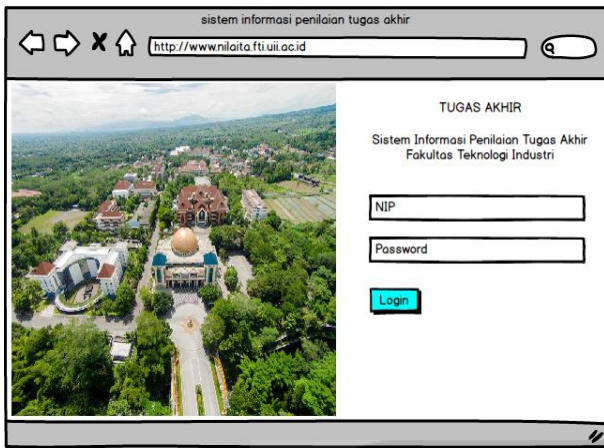 sistem informasi penilaian tugas akhir
http://www.nilaita.fti.uii.ac.id
TUGAS AKHIR
Sistem Informasi Penilaian Tugas Akhir
Fakultas Teknologi Industri
NIP
Password
Login